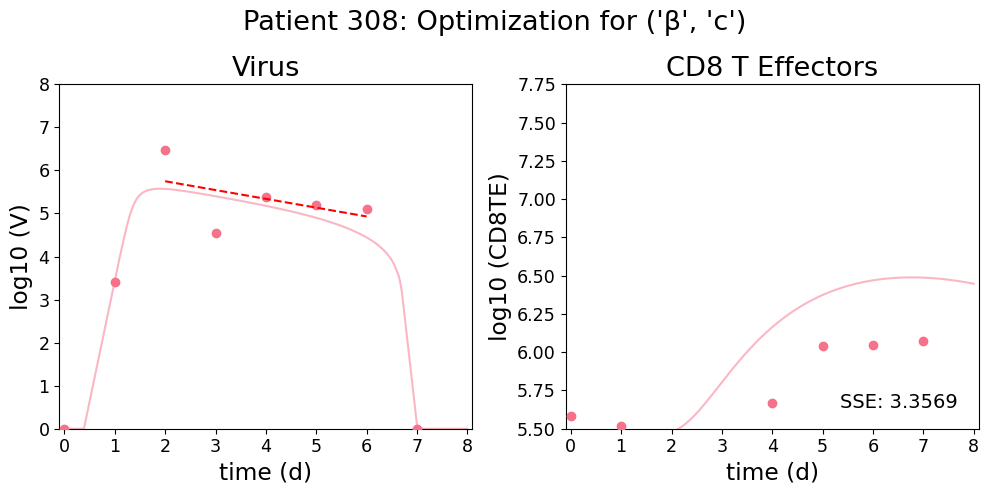 Patient 308: Optimization for ('β', 'c')
Virus
CD8 T Effectors
log10 (V)
8
7
6
5
4
3
2
1
0
0 1 2 3 4 5 6 7 8
time (d)
log10 (CD8TE)
7.75
7.50
7.25
7.00
6.75
6.50
6.25
6.00
5.75
5.50
SSE: 3.3569
0 1 2 3 4 5 6 7 8
time (d)